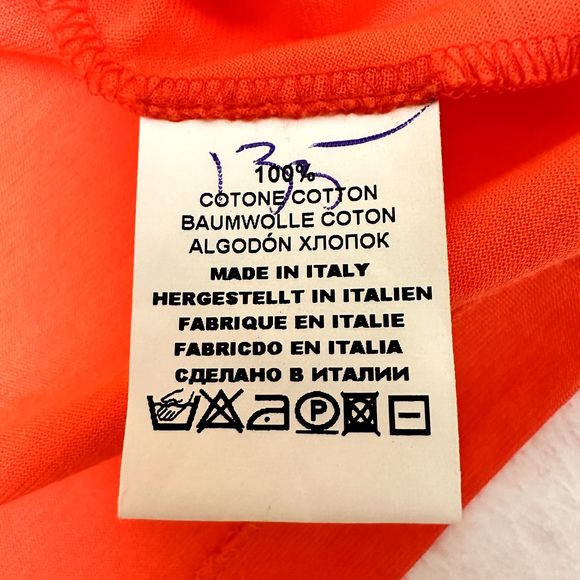 135
100%
COTONE COTTON
BAUMWOLLE COTON
ALGODÓN ХЛОПОК
MADE IN ITALY
HERGESTELLT IN ITALIEN
FABRIQUE EN ITALIE
FABRICDO EN ITALIA
СДЕЛАНО В ИТАЛИИ
P